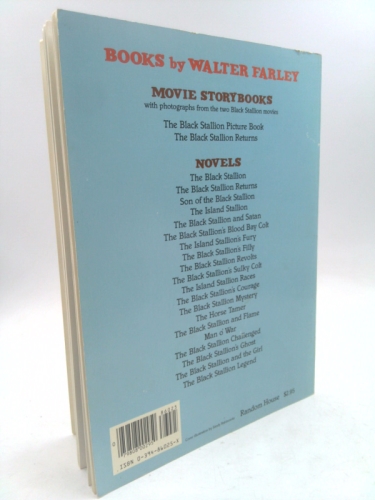 BOOKS by WALTER FARLEY
MOVIE STORYBOOKS
with photographs from the two Black Stallion movies
The Black Stallion Picture Book
The Black Stallion Returns
NOVELS
The Black Stallion
The Black Stallion Returns
Son of the Black Stallion
The Island Stallion
The Black Stallion and Satan
The Black Stallion's Blood Bay Colt
The Island Stallion's Fury
The Black Stallion's Filly
The Black Stallion Revolts
The Black Stallion's Sulky Colt
The Island Stallion Races
The Black Stallion's Courage
The Black Stallion Mystery
The Horse Tamer
The Black Stallion and Flame
Man o' War
The Black Stallion Challenged
The Black Stallion's Ghost
The Black Stallion and the Girl
The Black Stallion Legend
Random House
ISBN